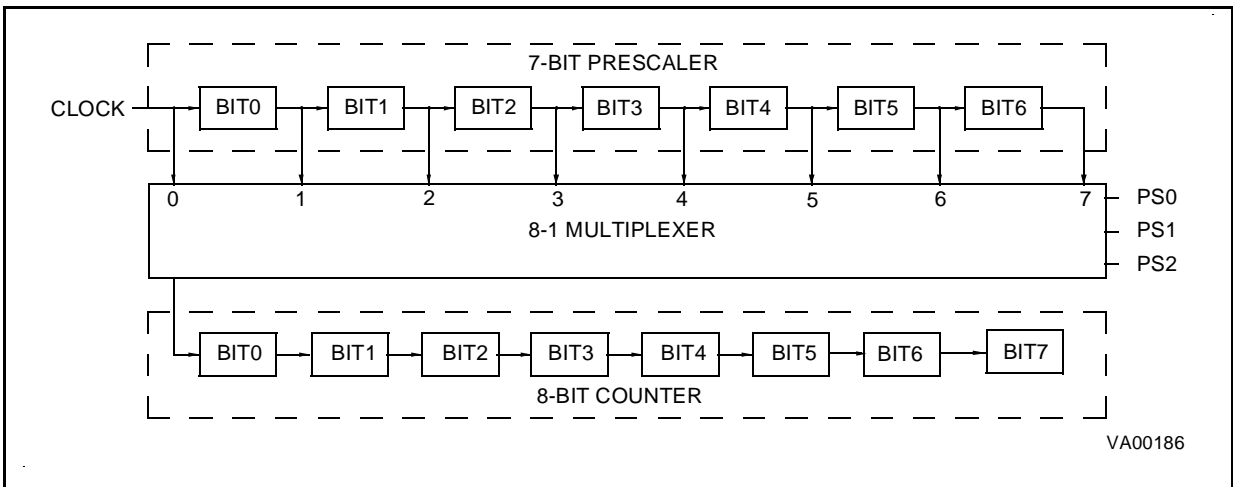 7-BIT PRESCALER
CLOCK BIT0 BIT1 BIT2 BIT3 BIT4 BIT5 BIT6
0 1 2 3 4 5 6 7 PS0
8-1 MULTIPLEXER PS1
PS2
BIT0 BIT1 BIT2 BIT3 BIT4 BIT5 BIT6 BIT7
8-BIT COUNTER
VA00186